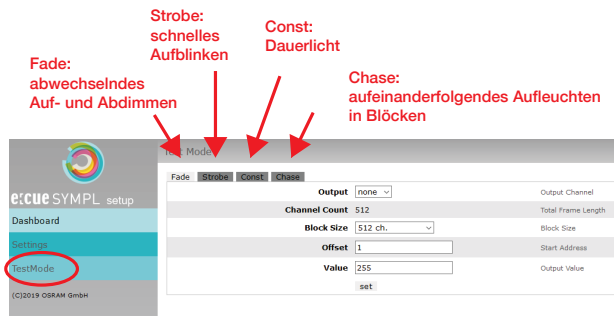 Strobe:
schnelles
Aufblinken
Const:
Dauerlicht
Fade:
abwechselndes
Auf- und Abdimmen
Chase:
aufeinanderfolgendes Aufleuchten
in Blöcken
Test Mode
e:cue SYMPL setup
Dashboard
Settings
TestMode
(C)2019 OSRAM GmbH
Fade Strobe Const Chase
Output none Output Channel
Channel Count 512 Total Frame Length
Block Size 512 ch. Block Size
Offset 1 Start Address
Value 255 Output Value
set